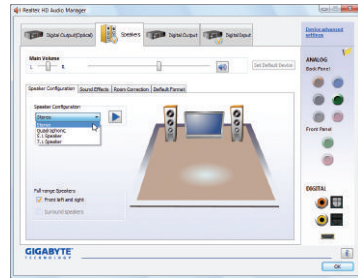 Realtek HD Audio Manager
Digital Output(Optical)
Speakers
Digital Output
Digital Input
Device advanced settings
Main Volume
L
R
Set Default Device
Speaker Configuration
Sound Effects
Room Correction
Default Format
ANALOG
Back Panel
Speaker Configuration
Stereo
Stereo
Quadraphonic
5.1 Speaker
7.1 Speaker
Front Panel
Full-range Speakers
Front left and right
Surround speakers
DIGITAL
GIGABYTE
TECHNOLOGY
OK